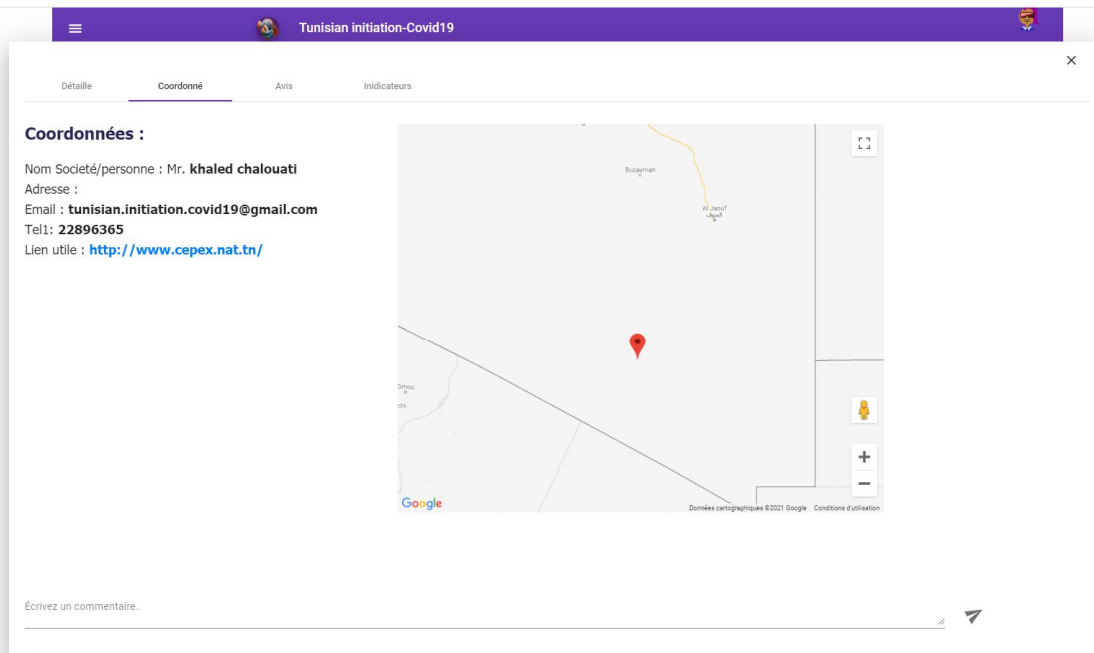 Tunisian initiation-Covid19
Détaille
Coordonné
Avis
Inidicateurs
Coordonnées :
Nom Societé/personne : Mr. khaled chalouati
Adresse :
Email : tunisian.initiation.covid19@gmail.com
Tel1: 22896365
Lien utile : http://www.cepex.nat.tn/
Buzaymah
Al Jaouf
الجوف
Omou
ohi
Google
Données cartographiques ©2021 Google
Conditions d'utilisation
Écrivez un commentaire..